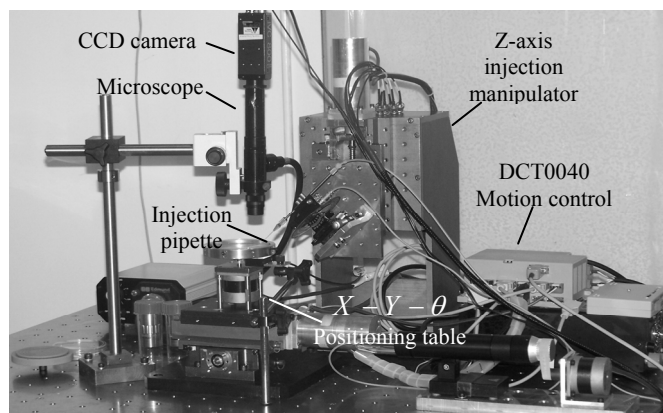 CCD camera
Microscope
Z-axis
injection
manipulator
DCT0040
Motion control
Injection
pipette
X – Y – θ
Positioning table